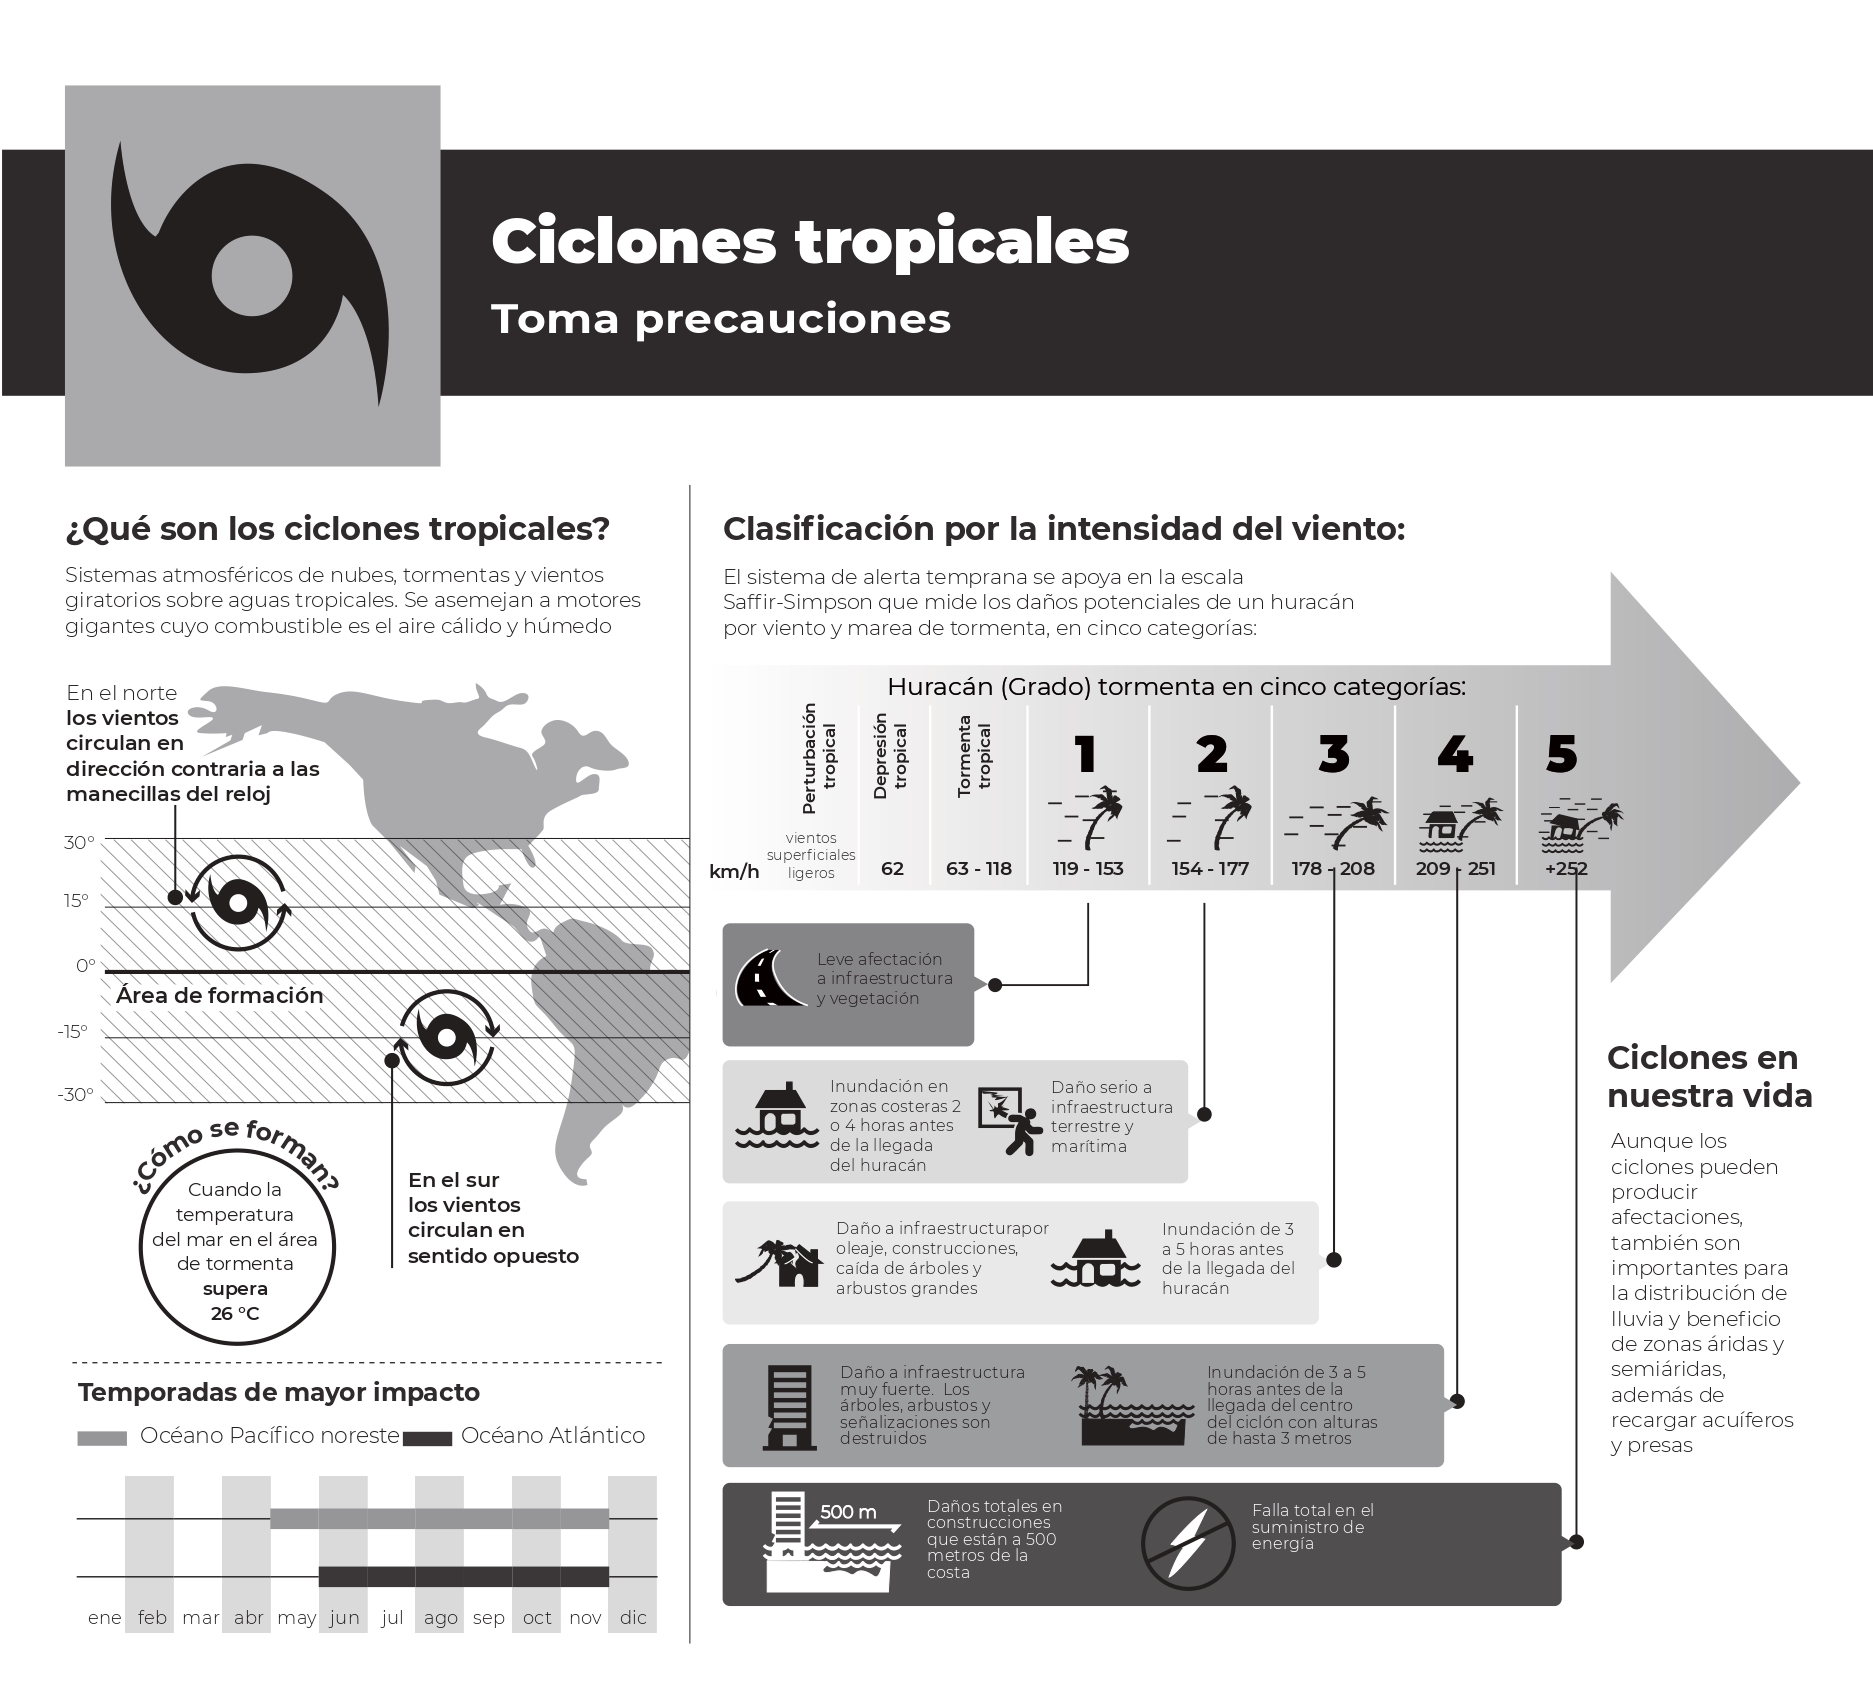 Ciclones tropicales
Toma precauciones
¿Qué son los ciclones tropicales?
Sistemas atmosféricos de nubes, tormentas y vientos
giratorios sobre aguas tropicales. Se asemejan a motores
gigantes cuyo combustible es el aire cálido y húmedo
En el norte
los vientos
circulan en
dirección contraria a las
manecillas del reloj
30°
15°
0°
Área de formación
-15°
-30°
¿Cómo se forman?
Cuando la
temperatura
del mar en el área
de tormenta
supera
26 °C
En el sur
los vientos
circulan en
sentido opuesto
Temporadas de mayor impacto
Océano Pacífico noreste
Océano Atlántico
ene feb mar abr may jun jul ago sep oct nov dic
Clasificación por la intensidad del viento:
El sistema de alerta temprana se apoya en la escala
Saffir-Simpson que mide los daños potenciales de un huracán
por viento y marea de tormenta, en cinco categorías:
Huracán (Grado) tormenta en cinco categorías:
Perturbación
tropical
Depresión
tropical
Tormenta
tropical
1 2 3 4 5
vientos
superficiales
ligeros
km/h 62 63 - 118 119 - 153 154 - 177 178 - 208 209 - 251 +252
Leve afectación
a infraestructura
y vegetación
Inundación en
zonas costeras 2
o 4 horas antes
de la llegada
del huracán
Daño serio a
infraestructura
terrestre y
marítima
Daño a infraestructurapor
oleaje, construcciones,
caída de árboles y
arbustos grandes
Inundación de 3
a 5 horas antes
de la llegada del
huracán
Daño a infraestructura
muy fuerte. Los
árboles, arbustos y
señalizaciones son
destruidos
Inundación de 3 a 5
horas antes de la
llegada del centro
del ciclón con alturas
de hasta 3 metros
500 m
Daños totales en
construcciones
que están a 500
metros de la
costa
Falla total en el
suministro de
energía
Ciclones en
nuestra vida
Aunque los
ciclones pueden
producir
afectaciones,
también son
importantes para
la distribución de
lluvia y beneficio
de zonas áridas y
semiáridas,
además de
recargar acuíferos
y presas